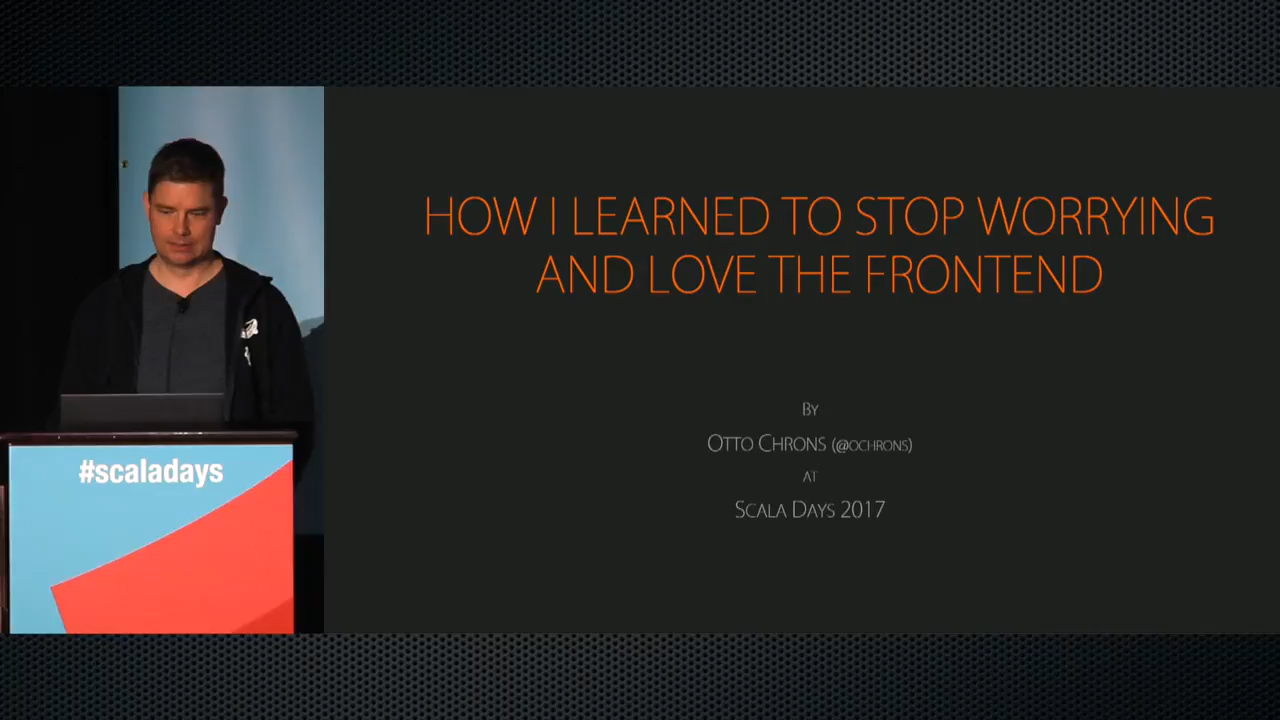 HOW I LEARNED TO STOP WORRYING
AND LOVE THE FRONTEND
BY
OTTO CHRONS (@OCHRONS)
AT
SCALA DAYS 2017
#scaladays